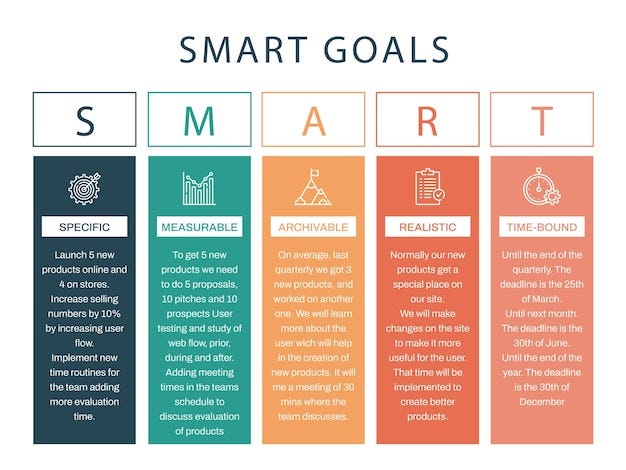 SMART GOALS
S
M
A
R
T
SPECIFIC
Launch 5 new
products online and
4 on stores.
Increase selling
numbers by 10%
by increasing user
flow.
Implement new
time routines for
the team adding
more evaluation
time.
MEASURABLE
To get 5 new
products we need
to do 5 proposals,
10 pitches and 10
prospects User
testing and study of
web flow, prior,
during and after.
Adding meeting
times in the teams
schedule to
discuss evaluation
of products
ARCHIVABLE
On average, last
quarterly we got 3
new products, and
worked on another
one. We well learn
more about the
user wich will help
in the creation of
new products. It will
me a meeting of 30
mins where the
team discusses.
REALISTIC
Normally our new
products get a
special place on
our site.
We will make
changes on the site
to make it more
useful for the user.
That time will be
implemented to
create better
products.
TIME-BOUND
Until the end of the
quarterly. The
deadline is the 25th
of March.
Until next month.
The deadline is the
30th of June.
Until the end of the
year. The deadline
is the 30th of
December